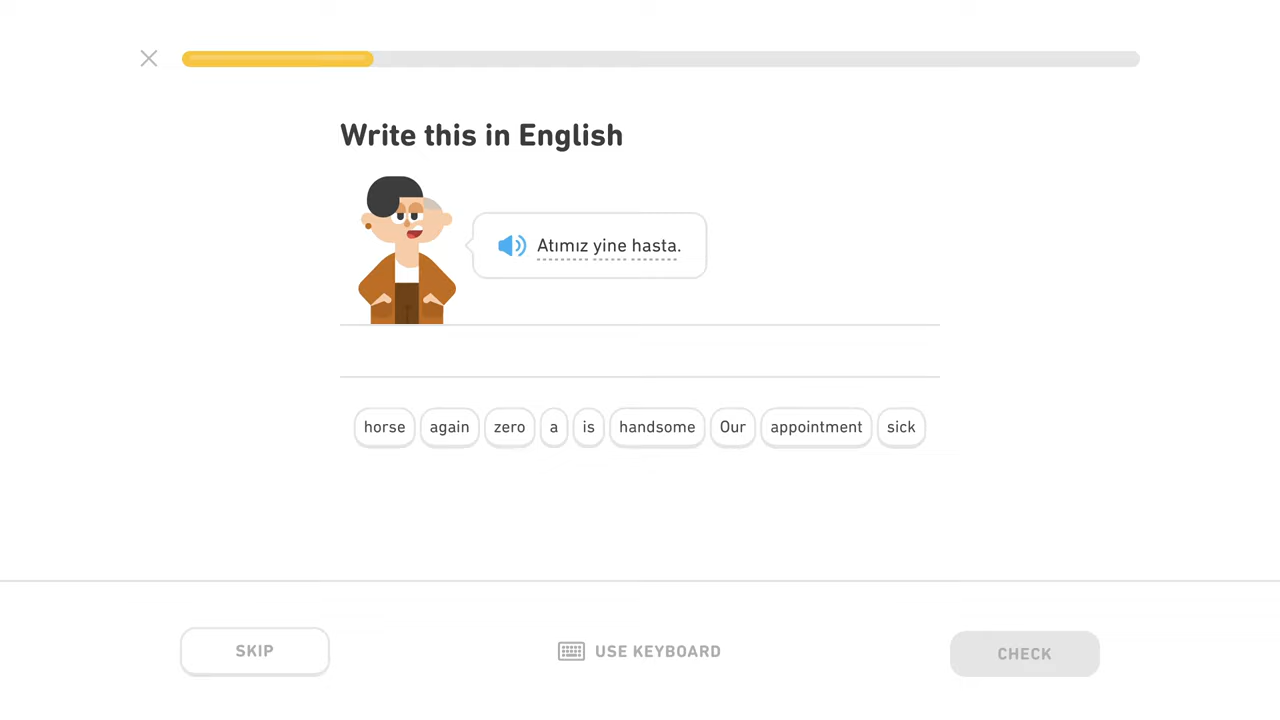 Write this in English
Atımız yine hasta.
horse again zero a is handsome Our appointment sick
SKIP USE KEYBOARD CHECK